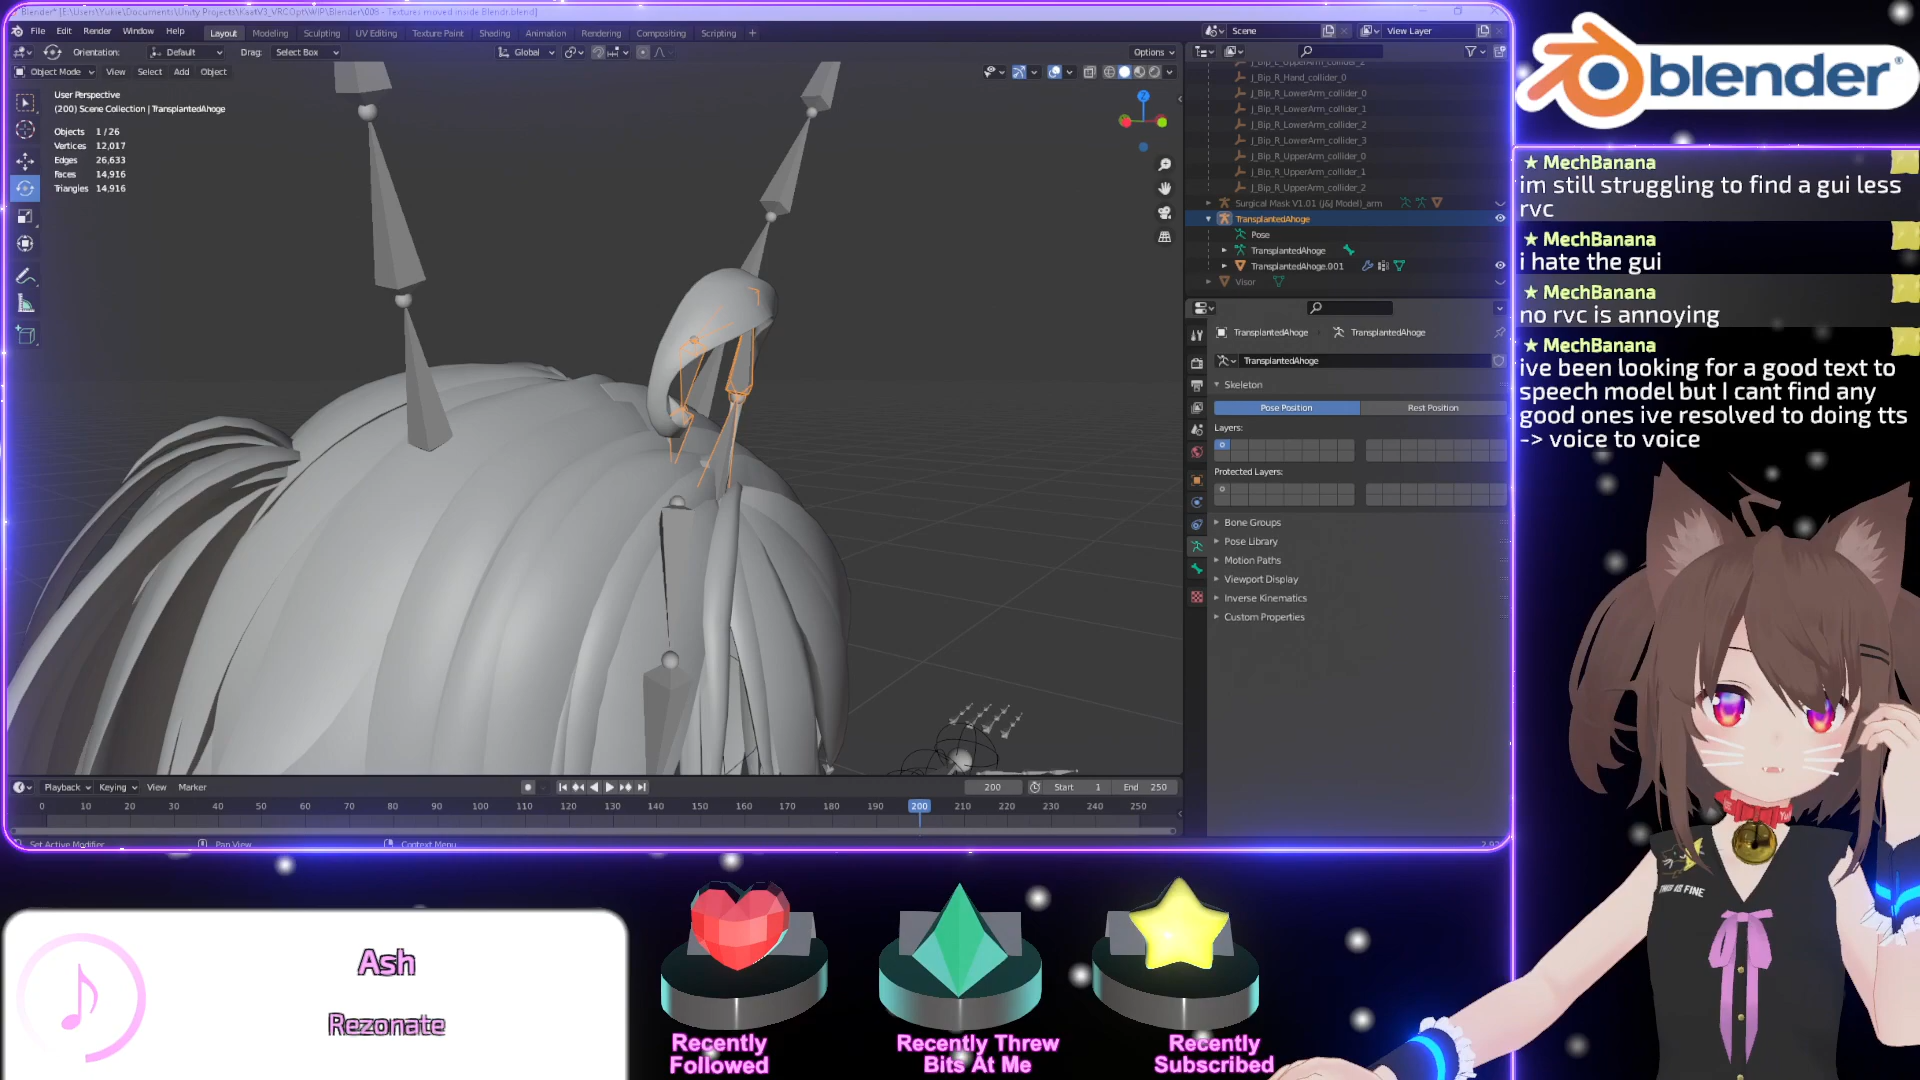 Blender* [E:\Users\Yukie\Documents\Unity Projects\KastV3_VRCOpt\WIP\Blender\009 - Textures moved inside Blendr.blend]
File Edit Render Window Help Layout Modeling Sculpting UV Editing Texture Paint Shading Animation Rendering Compositing Scripting + Scene View Layer
Orientation: Default Drag: Select Box Global Options
Object Mode View Select Add Object
User Perspective
(200) Scene Collection | TransplantedAhoge
Objects 1 / 26
Vertices 12,017
Edges 26,633
Faces 14,916
Triangles 14,916
Z
J_Bip_L_UpperArm_collider_2
J_Bip_R_Hand_collider_0
J_Bip_R_LowerArm_collider_0
J_Bip_R_LowerArm_collider_1
J_Bip_R_LowerArm_collider_2
J_Bip_R_LowerArm_collider_3
J_Bip_R_UpperArm_collider_0
J_Bip_R_UpperArm_collider_1
J_Bip_R_UpperArm_collider_2
Surgical Mask V1.01 (J&J Model)_arm
TransplantedAhoge
Pose
TransplantedAhoge
TransplantedAhoge.001
Visor
TransplantedAhoge TransplantedAhoge
TransplantedAhoge
Skeleton
Pose Position Rest Position
Layers:
Protected Layers:
Bone Groups
Pose Library
Motion Paths
Viewport Display
Inverse Kinematics
Custom Properties
Playback Keying View Marker 200 Start 1 End 250
0 10 20 30 40 50 60 70 80 90 100 110 120 130 140 150 160 170 180 190 200 210 220 230 240 250
Set Active Modifier Pan View Context Menu
blender
★ MechBanana
im still struggling to find a gui less
rvc
★ MechBanana
i hate the gui
★ MechBanana
no rvc is annoying
★ MechBanana
ive been looking for a good text to
speech model but I cant find any
good ones ive resolved to doing tts
-> voice to voice
THIS IS FINE
Ash
Rezonate
Recently
Followed
Recently Threw
Bits At Me
Recently
Subscribed